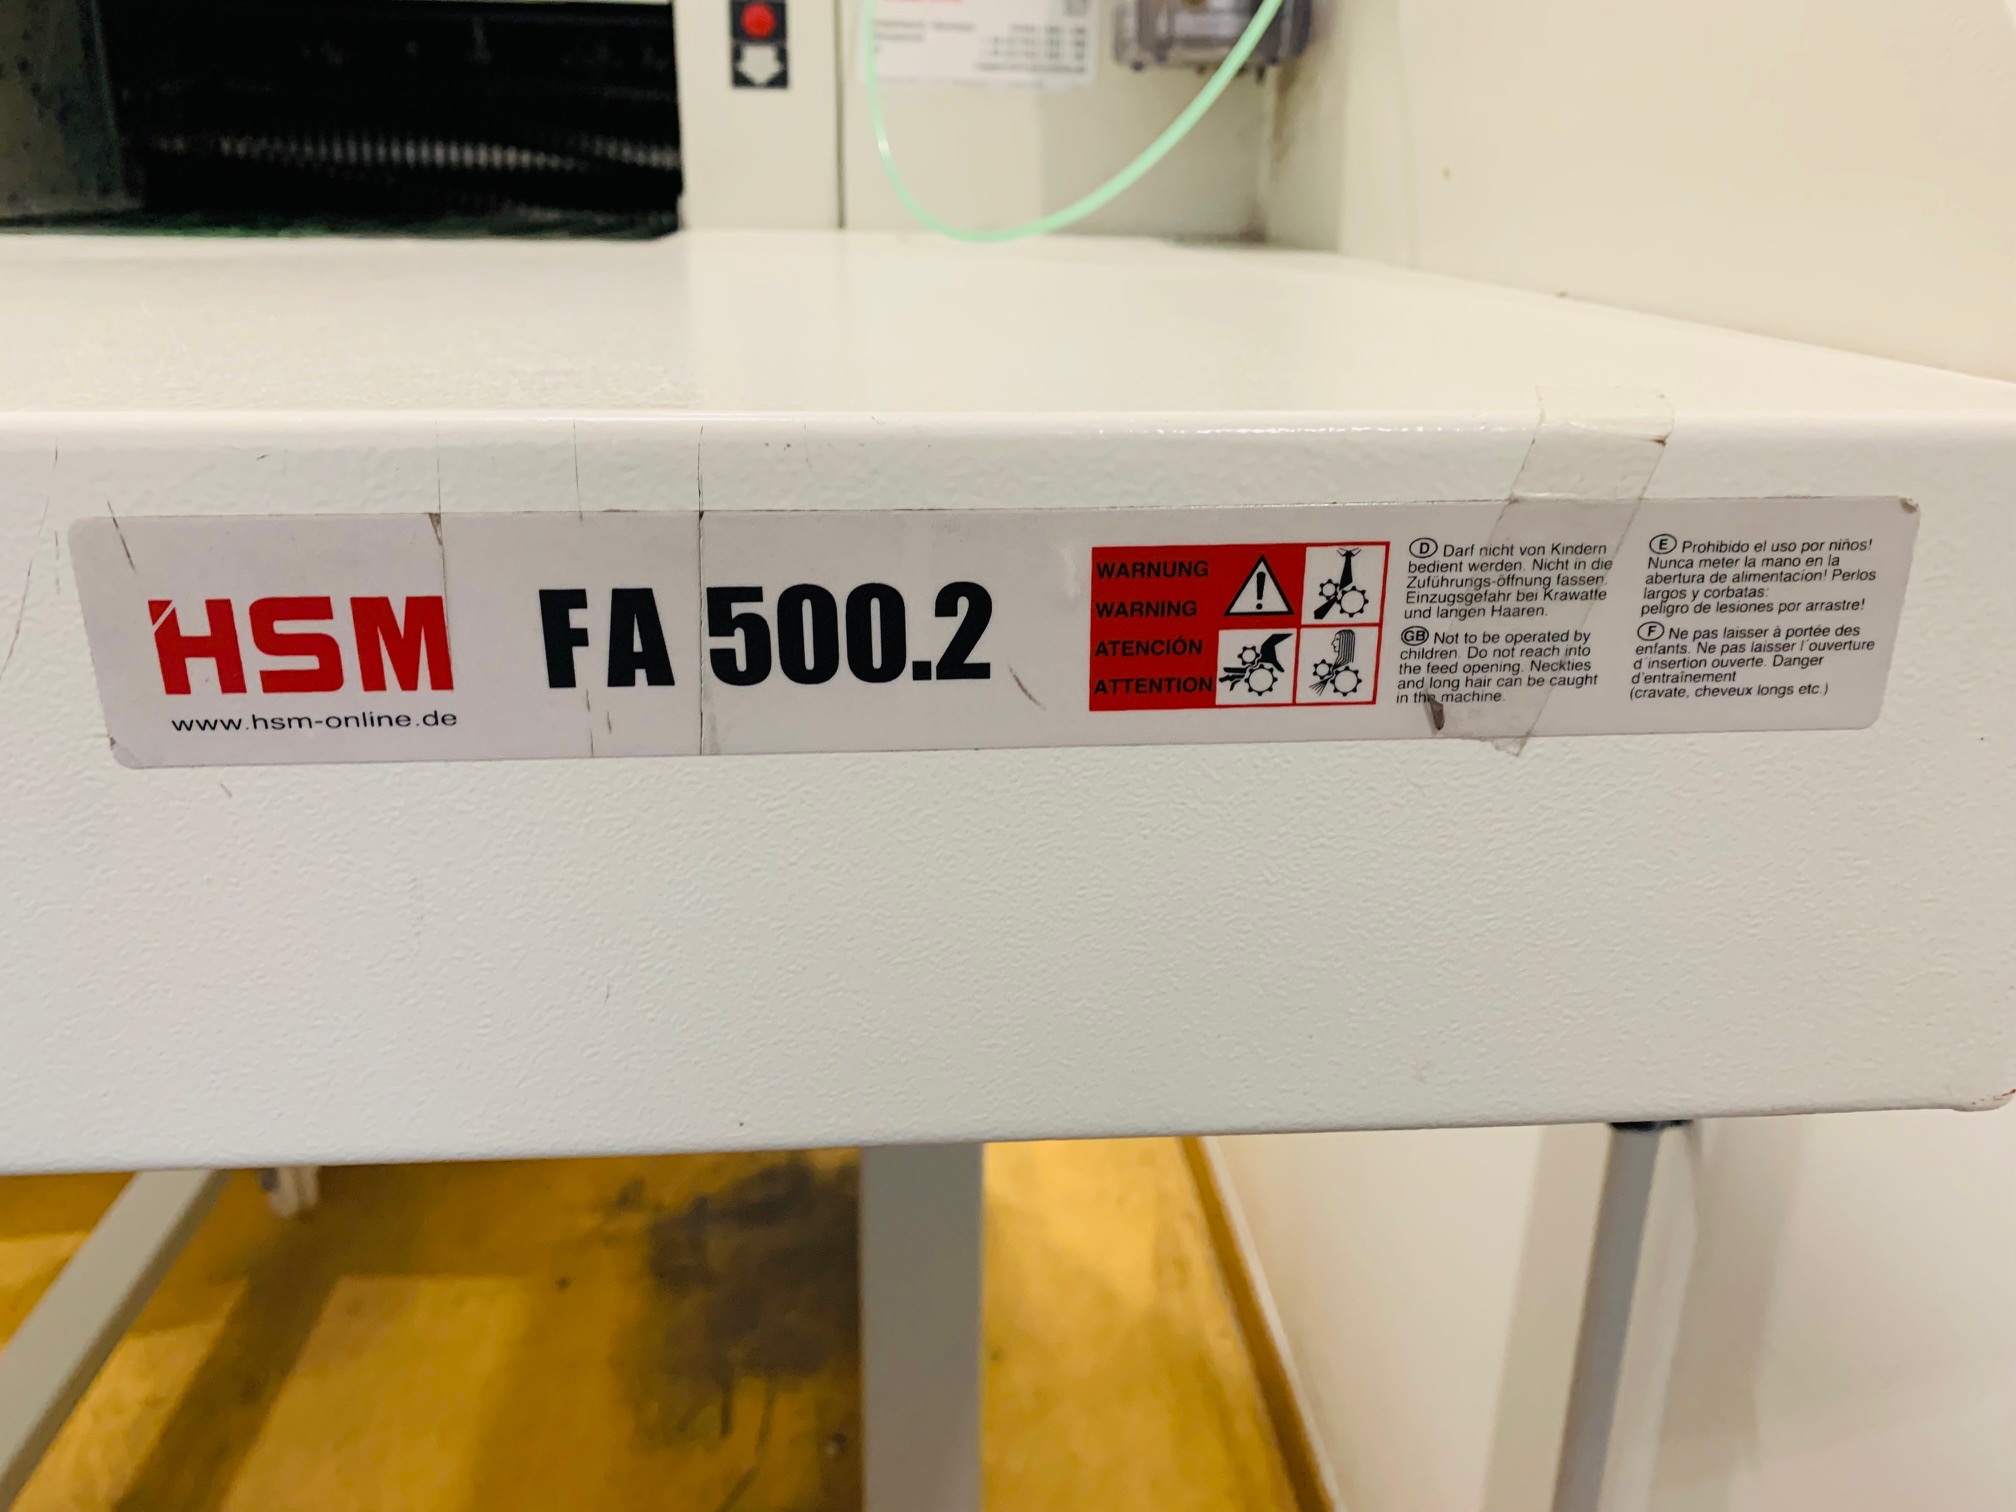 HSM
www.hsm-online.de
FA 500.2
WARNUNG
WARNING
ATENCIÓN
ATTENTION
D Darf nicht von Kindern
bedient werden. Nicht in die
Zuführungs-öffnung fassen.
Einzugsgefahr bei Krawatte
und langen Haaren.
GB Not to be operated by
children. Do not reach into
the feed opening. Neckties
and long hair can be caught
in the machine.
E Prohibido el uso por niños!
Nunca meter la mano en la
abertura de alimentacíon! Perlos
largos y corbatas:
peligro de lesiones por arrastre!
F Ne pas laisser à portée des
enfants. Ne pas laisser l'ouverture
d'insertion ouverte. Danger
d'entraînement
(cravate, cheveux longs etc.)